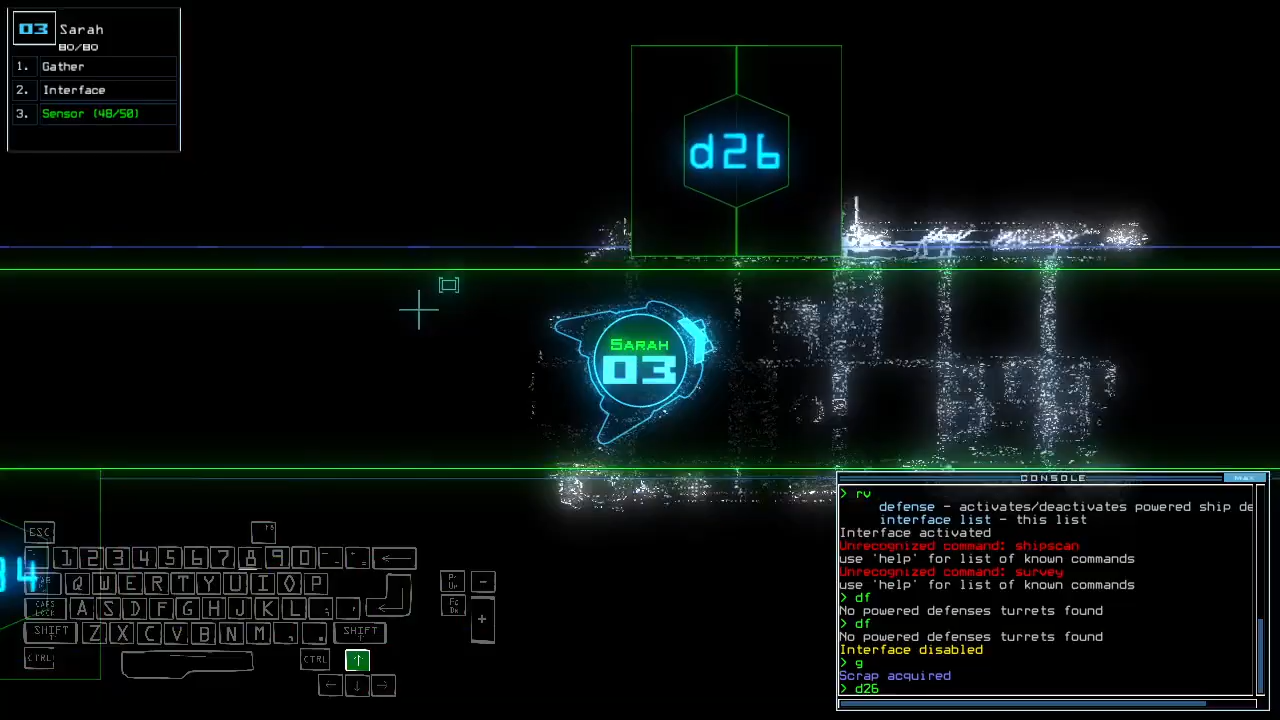 03 Sarah
80/80
1. Gather
2. Interface
3. Sensor (48/50)
d26
SARAH
03
CONSOLE
MAX
> rv
defense - activates/deactivates powered ship de
interface list - this list
Interface activated
Unrecognized command: shipscan
use 'help' for list of known commands
Unrecognized command: survey
use 'help' for list of known commands
> df
No powered defenses turrets found
> df
No powered defenses turrets found
Interface disabled
> g
Scrap acquired
> d26
34
ESC
1 2 3 4 5 6 7 8 9 0 - =
Q W E R T Y U I O P
CAPS LOCK A S D F G H J K L ; '
SHIFT Z X C V B N M , . SHIFT
CTRL CTRL ↑
← ↓ →
-
+